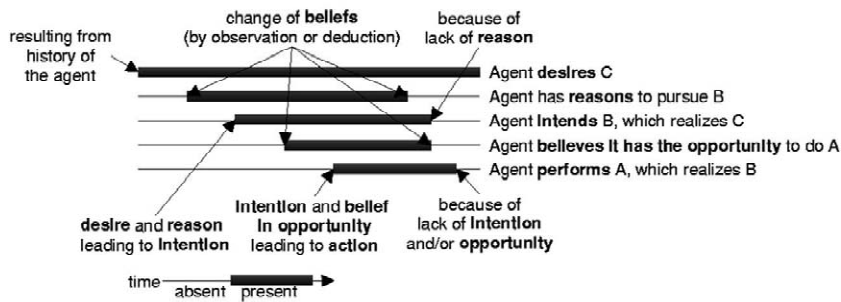 resulting from
history of
the agent
change of beliefs
(by observation or deduction)
because of
lack of reason
Agent desires C
Agent has reasons to pursue B
Agent intends B, which realizes C
Agent believes it has the opportunity to do A
Agent performs A, which realizes B
desire and reason
leading to intention
intention and belief
in opportunity
leading to action
because of
lack of intention
and/or opportunity
time
absent
present